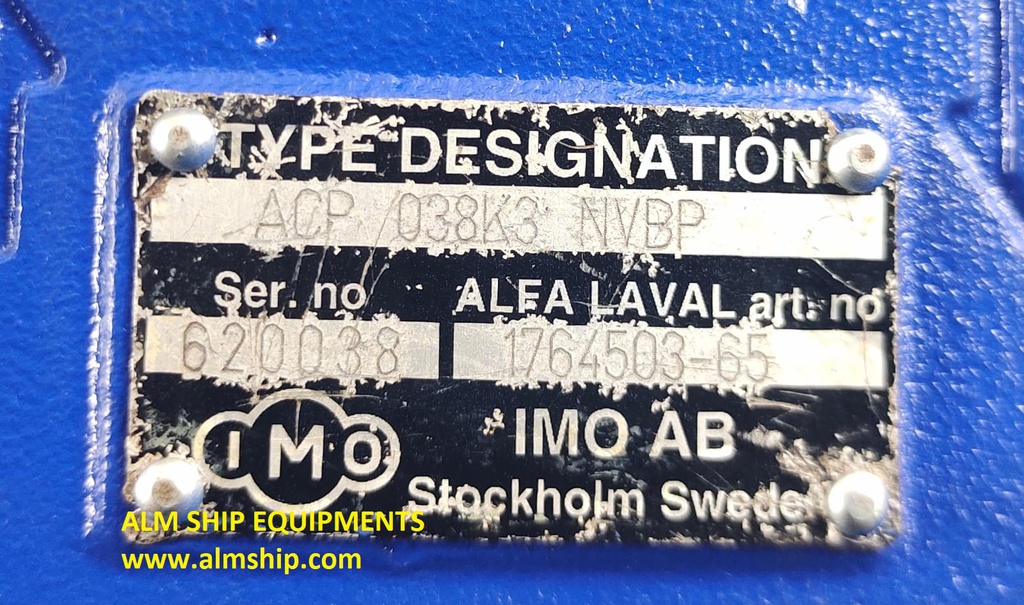 TYPE DESIGNATION
ACP 038K3 NVBP
Ser. no ALFA LAVAL art. no
620038 1764503-65
IMO IMO AB
Stockholm Sweden
ALM SHIP EQUIPMENTS
www.almship.com